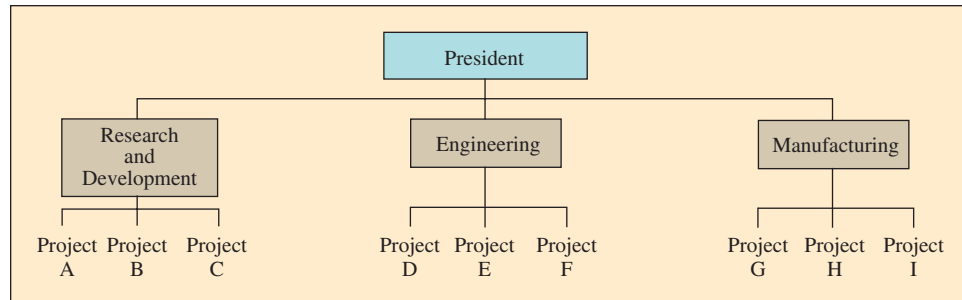 President
Research
and
Development
Engineering
Manufacturing
Project
A
Project
B
Project
C
Project
D
Project
E
Project
F
Project
G
Project
H
Project
I